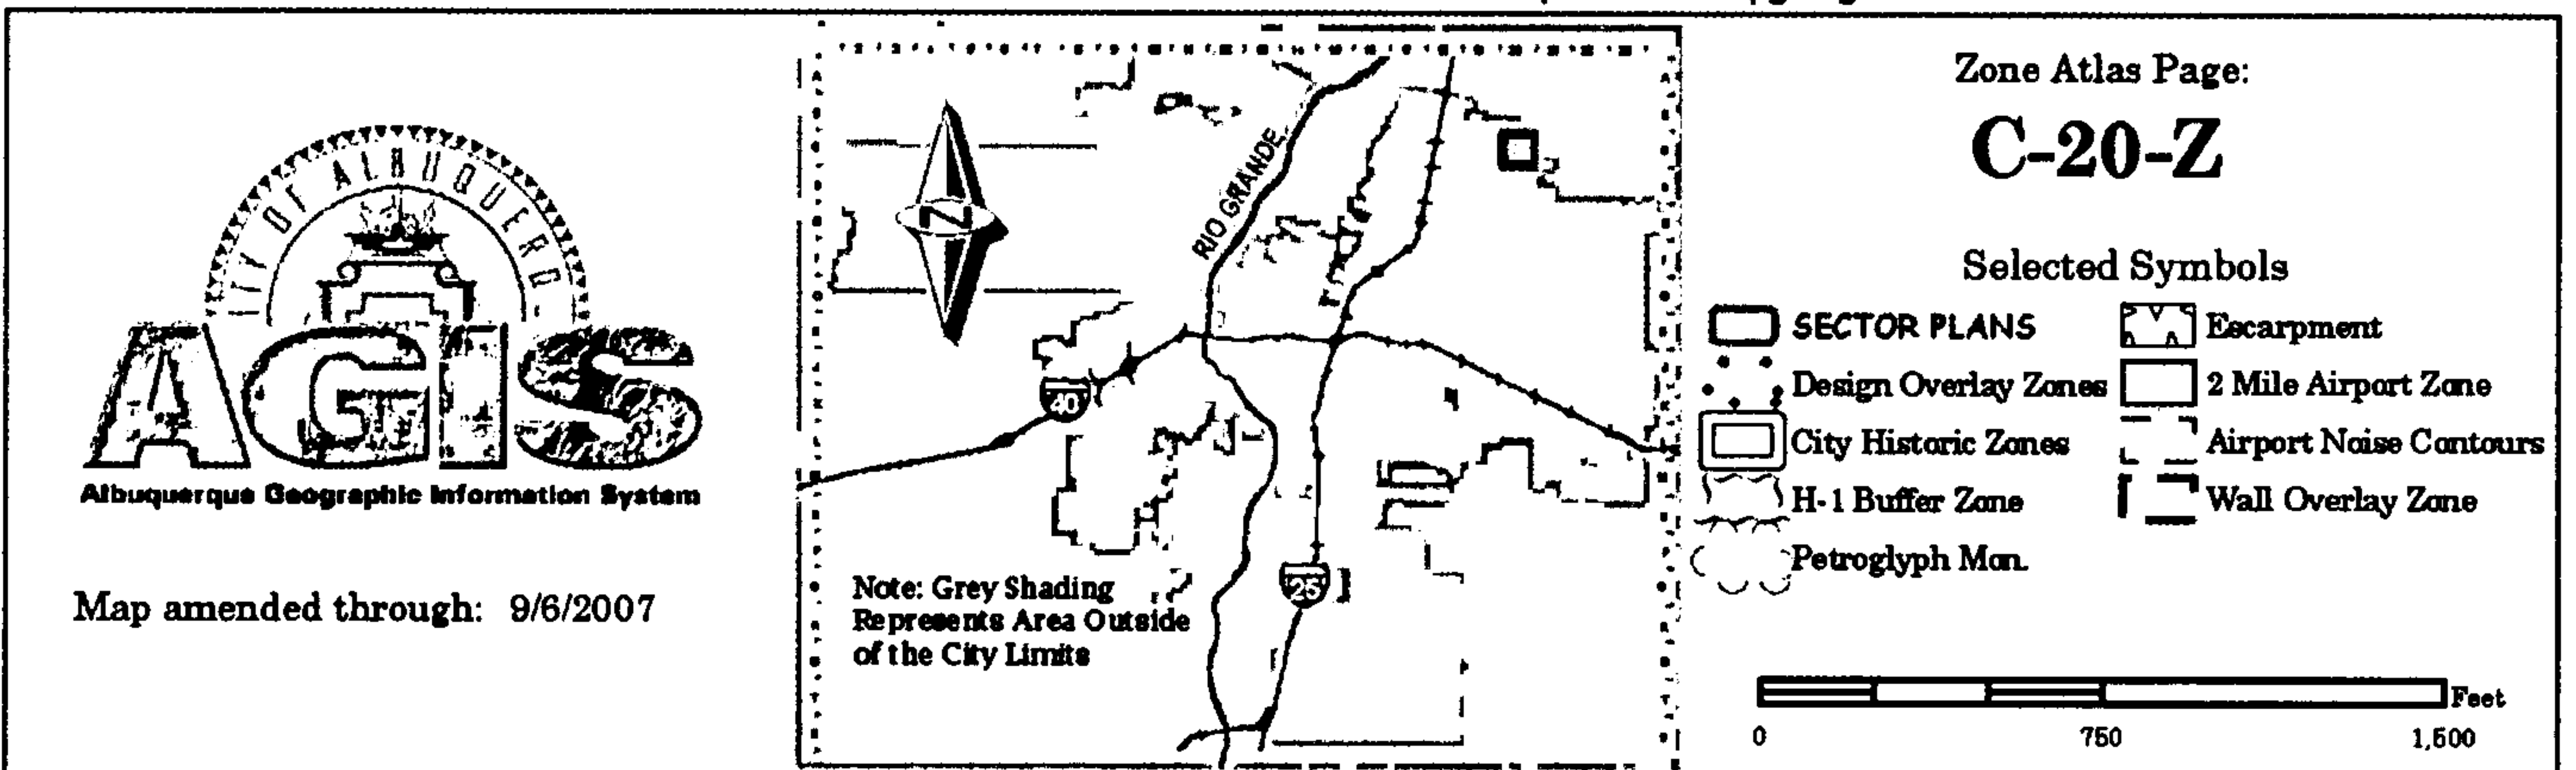 CITY OF ALBUQUERQUE
AGIS
Albuquerque Geographic Information System
Map amended through: 9/6/2007
N
RIO GRANDE
40
25
Note: Grey Shading
Represents Area Outside
of the City Limits
Zone Atlas Page:
C-20-Z
Selected Symbols
SECTOR PLANS
Escarpment
Design Overlay Zones
2 Mile Airport Zone
City Historic Zones
Airport Noise Contours
H-1 Buffer Zone
Wall Overlay Zone
Petroglyph Mon.
Feet
0 750 1,500